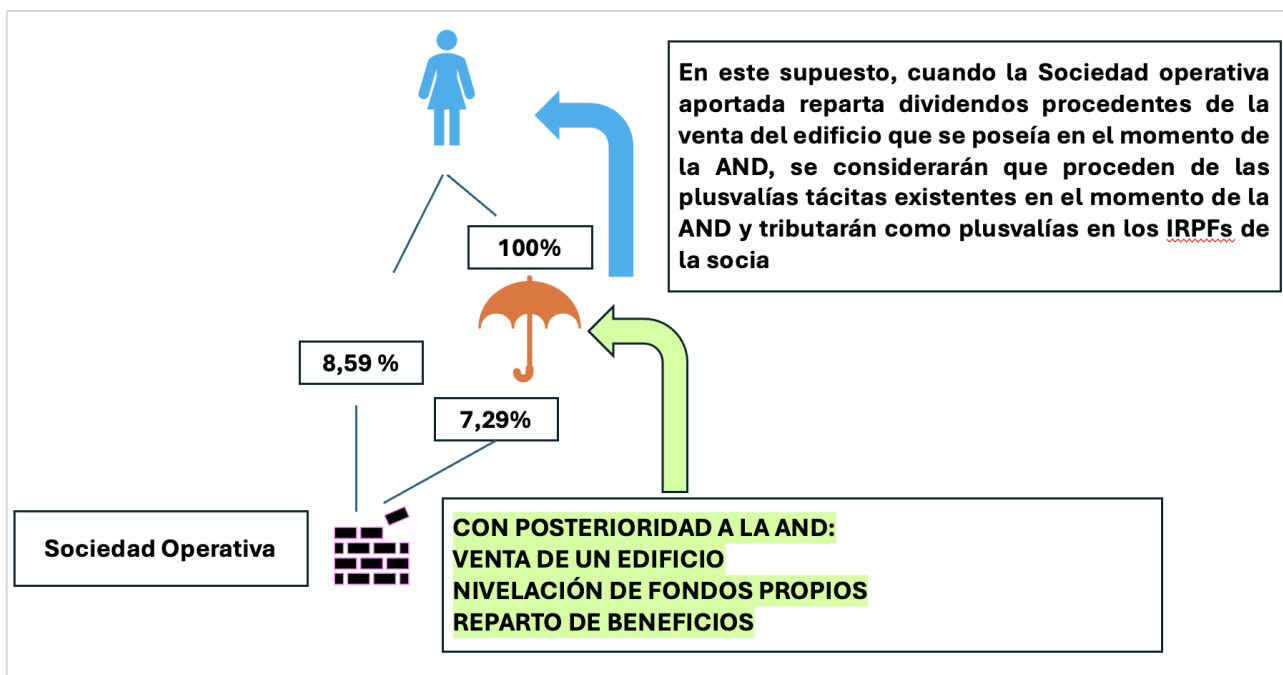 En este supuesto, cuando la Sociedad operativa
aportada reparta dividendos procedentes de la
venta del edificio que se poseía en el momento de
la AND, se considerarán que proceden de las
plusvalías tácitas existentes en el momento de la
AND y tributarán como plusvalías en los IRPFs de
la socia
100%
8,59 %
7,29%
Sociedad Operativa
CON POSTERIORIDAD A LA AND:
VENTA DE UN EDIFICIO
NIVELACIÓN DE FONDOS PROPIOS
REPARTO DE BENEFICIOS